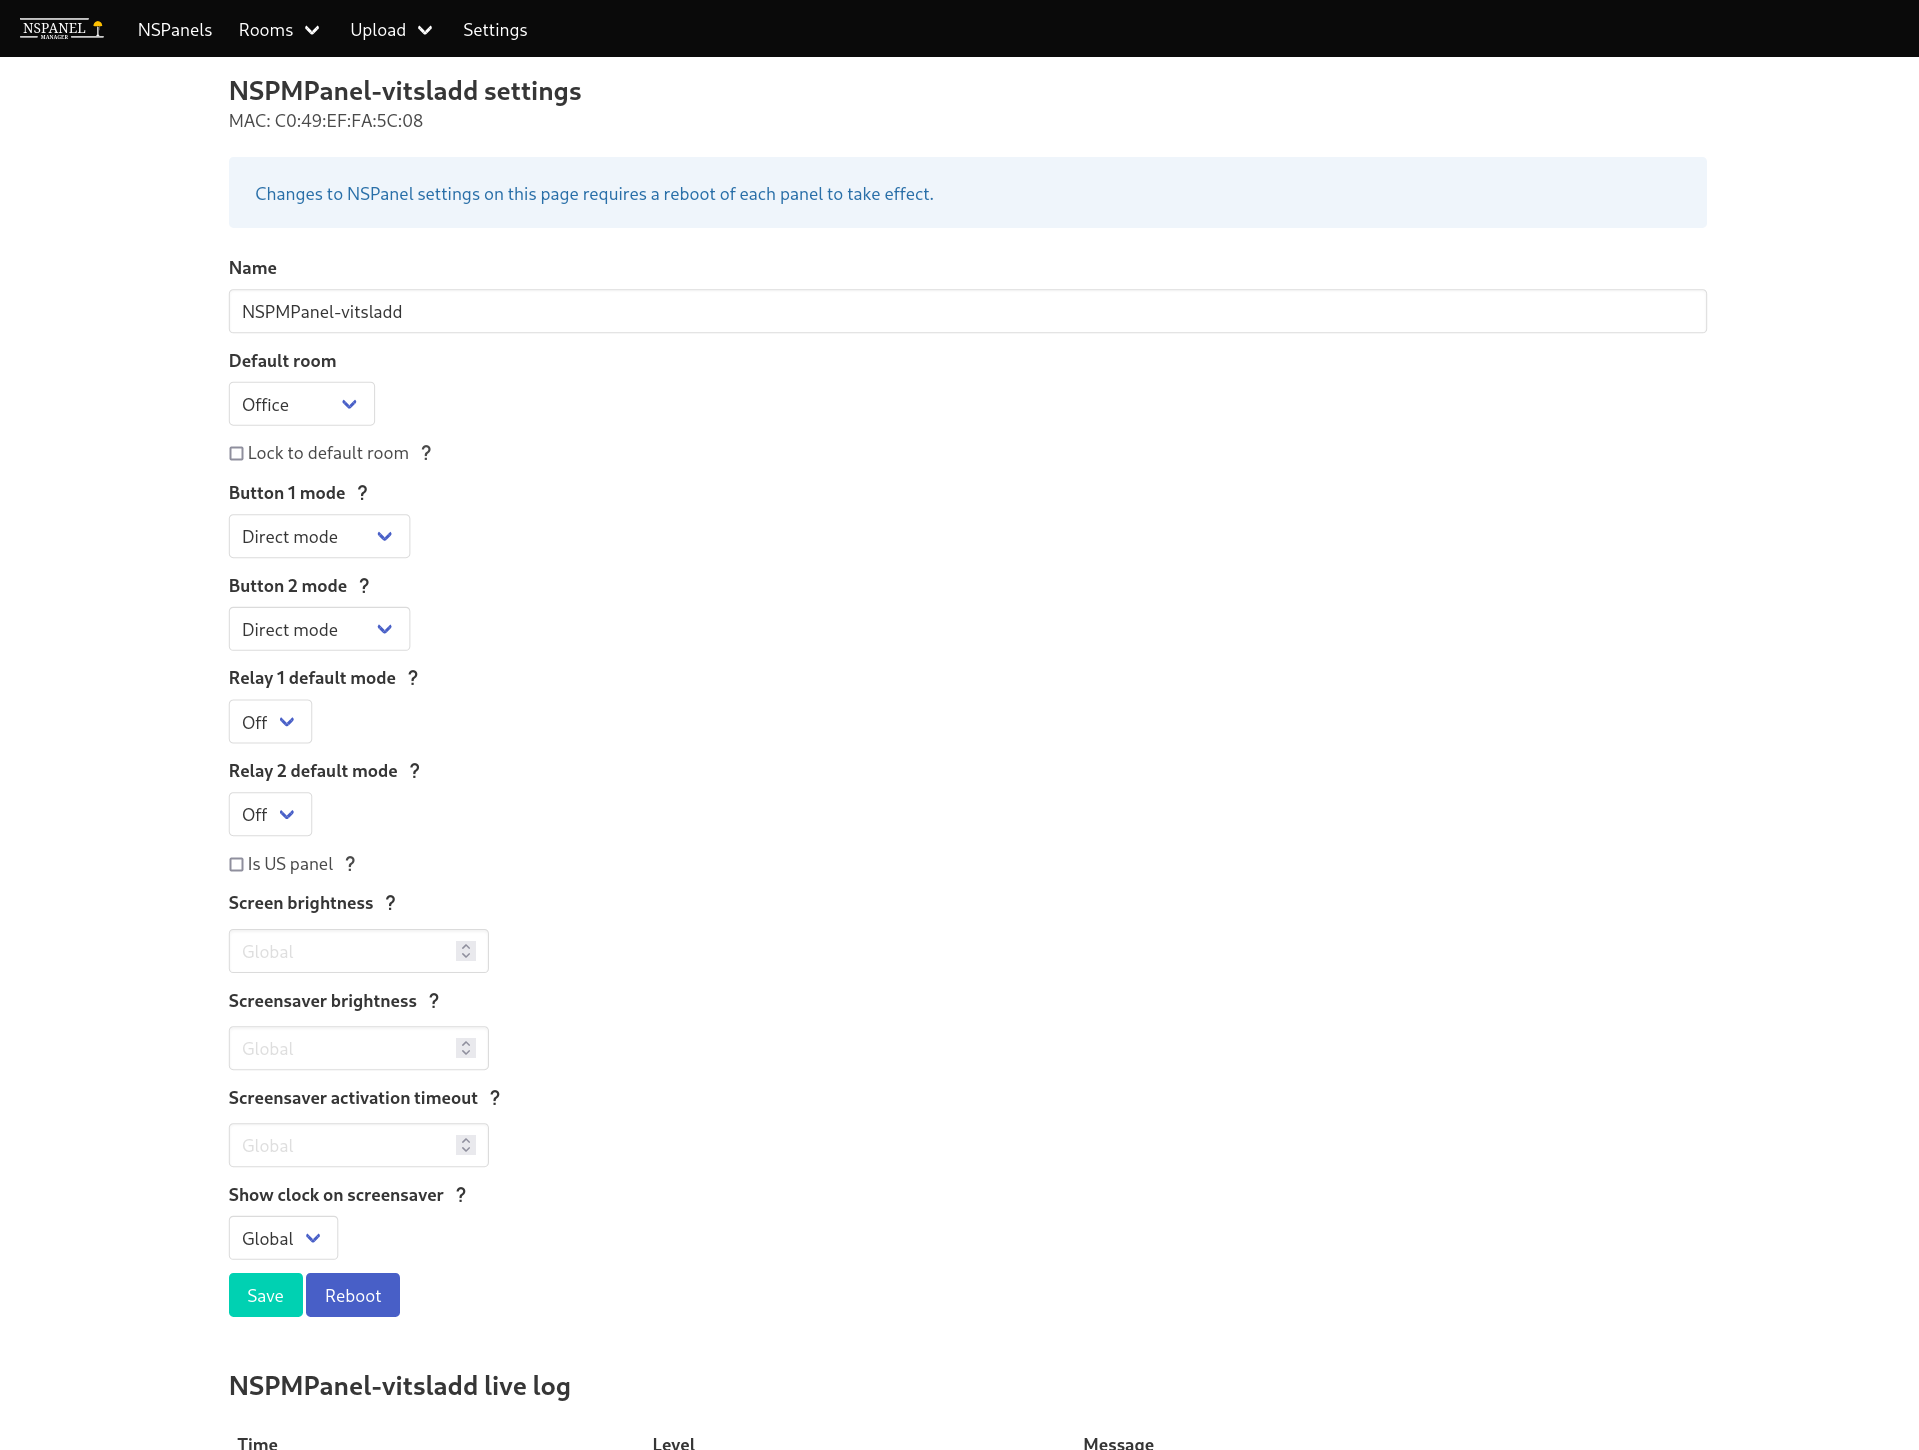 NSPANEL
MANAGER
NSPanels
Rooms
Upload
Settings
NSPMPanel-vitsladd settings
MAC: C0:49:EF:FA:5C:08
Changes to NSPanel settings on this page requires a reboot of each panel to take effect.
Name
NSPMPanel-vitsladd
Default room
Office
Lock to default room ?
Button 1 mode ?
Direct mode
Button 2 mode ?
Direct mode
Relay 1 default mode ?
Off
Relay 2 default mode ?
Off
Is US panel ?
Screen brightness ?
Global
Screensaver brightness ?
Global
Screensaver activation timeout ?
Global
Show clock on screensaver ?
Global
Save
Reboot
NSPMPanel-vitsladd live log
Time
Level
Message